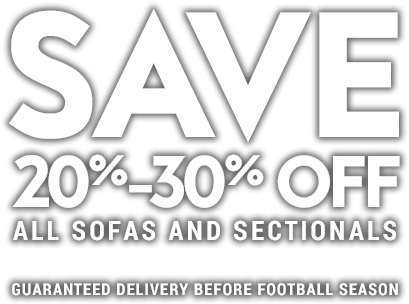 SAVE
20%-30% OFF
ALL SOFAS AND SECTIONALS
GUARANTEED DELIVERY BEFORE FOOTBALL SEASON